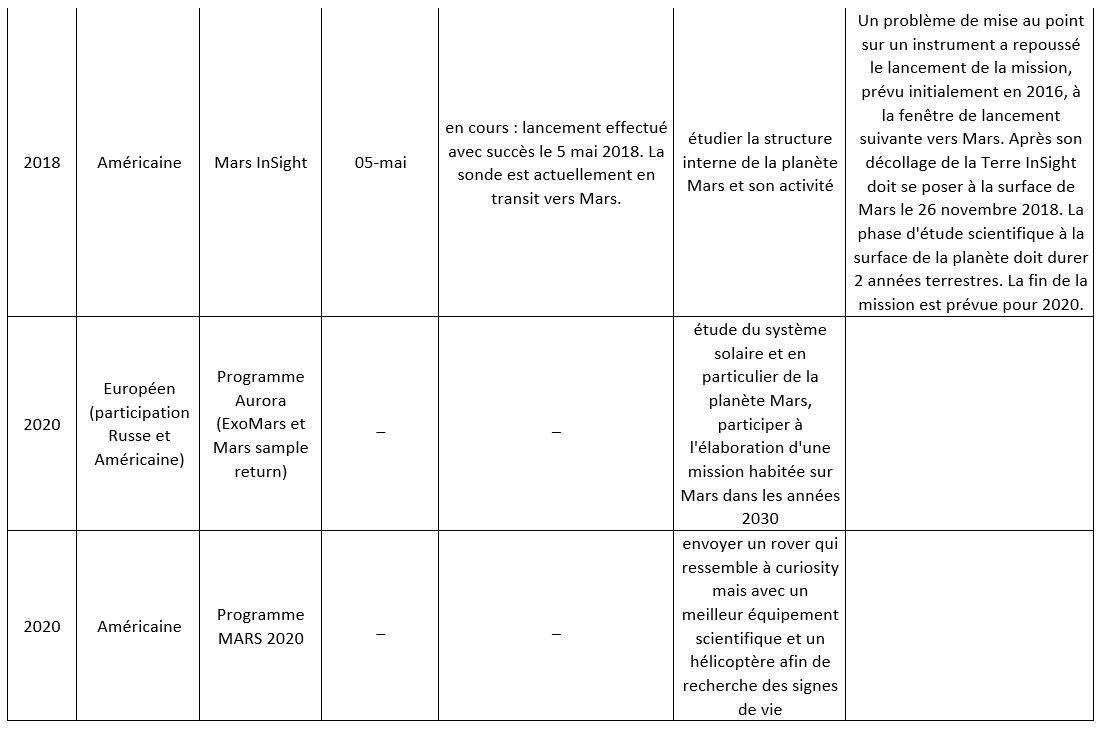 2018
Américaine
Mars InSight
05-mai
en cours : lancement effectué
avec succès le 5 mai 2018. La
sonde est actuellement en
transit vers Mars.
étudier la structure
interne de la planète
Mars et son activité
Un problème de mise au point
sur un instrument a repoussé
le lancement de la mission,
prévu initialement en 2016, à
la fenêtre de lancement
suivante vers Mars. Après son
décollage de la Terre InSight
doit se poser à la surface de
Mars le 26 novembre 2018. La
phase d'étude scientifique à la
surface de la planète doit durer
2 années terrestres. La fin de la
mission est prévue pour 2020.
2020
Européen
(participation
Russe et
Américaine)
Programme
Aurora
(ExoMars et
Mars sample
return)
_
_
étude du système
solaire et en
particulier de la
planète Mars,
participer à
l'élaboration d'une
mission habitée sur
Mars dans les années
2030
2020
Américaine
Programme
MARS 2020
_
_
envoyer un rover qui
ressemble à curiosity
mais avec un
meilleur équipement
scientifique et un
hélicoptère afin de
recherche des signes
de vie